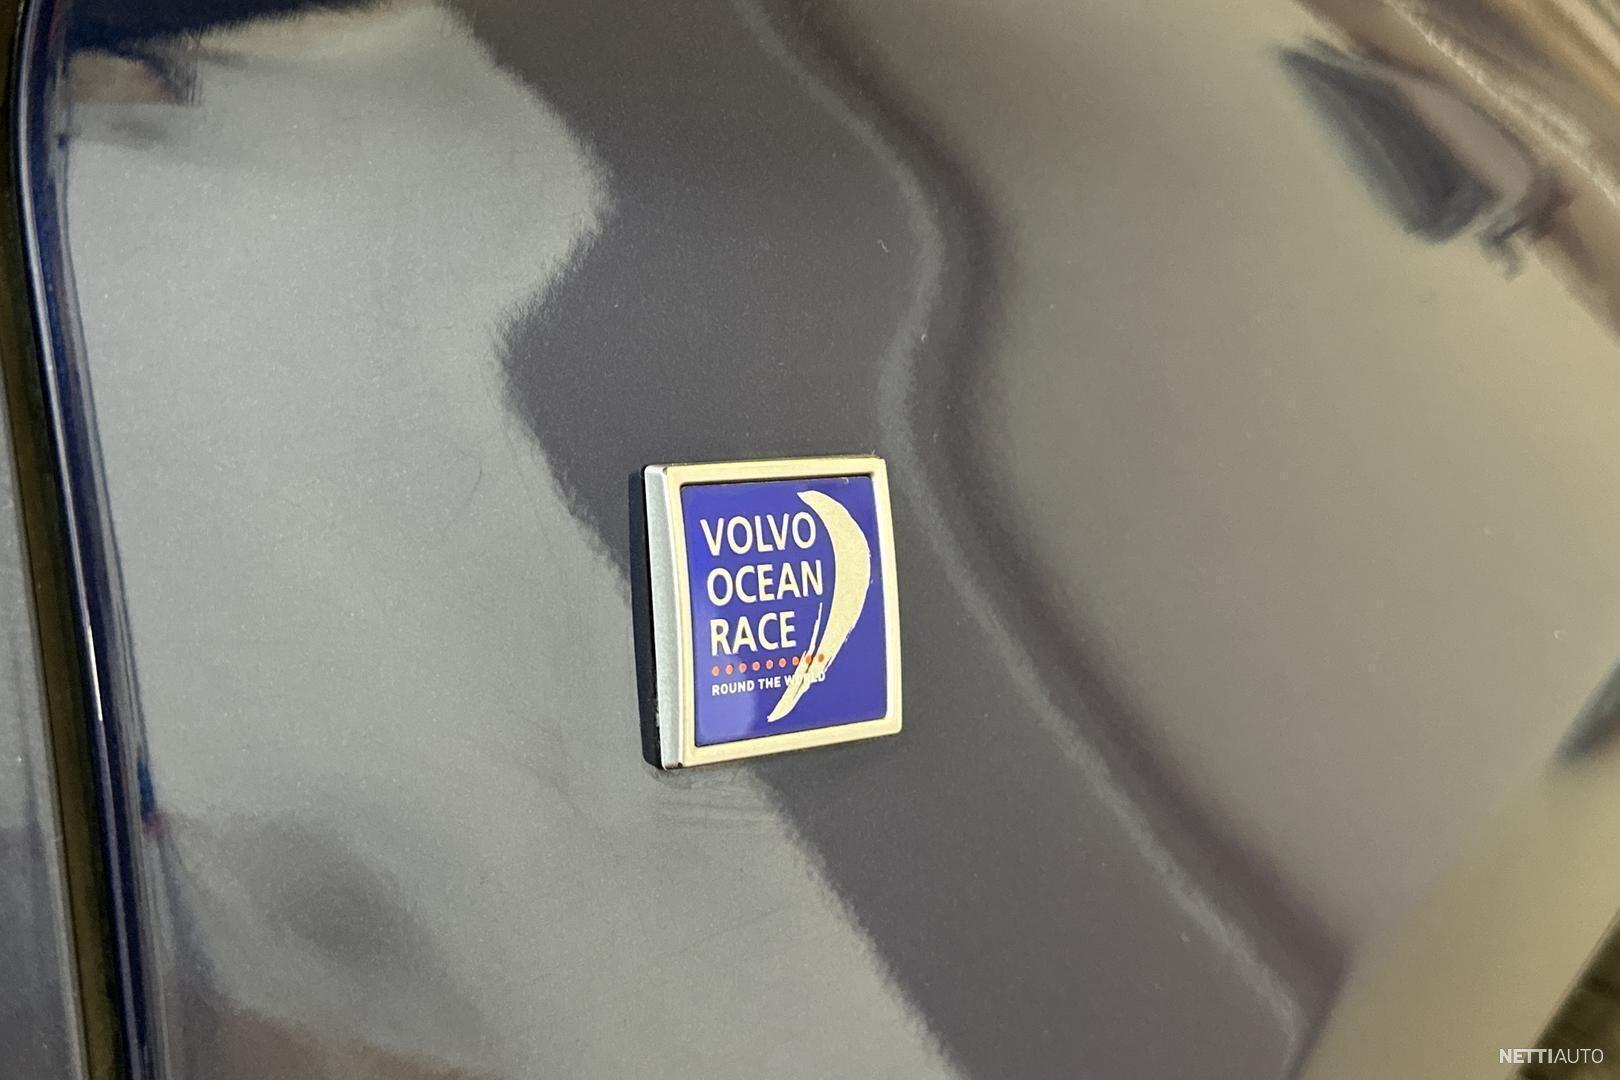 VOLVO
OCEAN
RACE
ROUND THE WORLD
NETTIAUTO